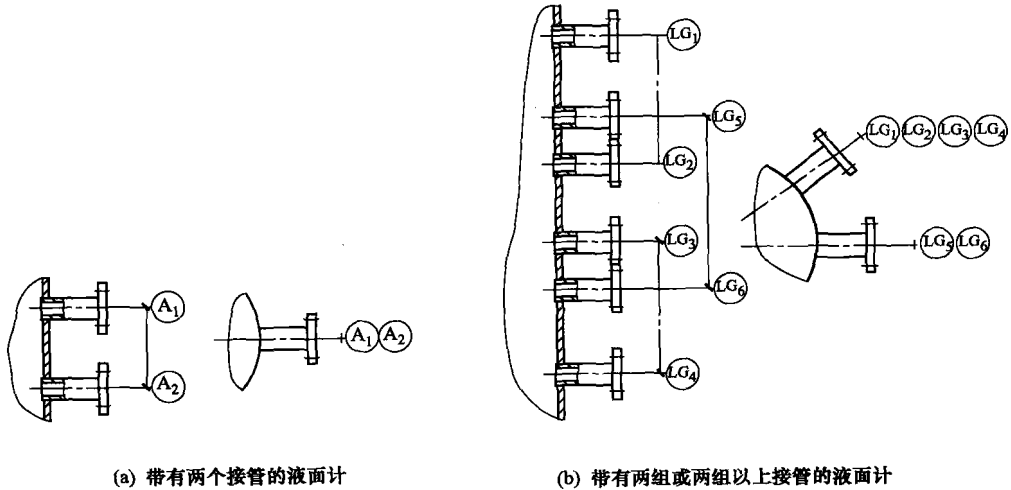 LG₁
LG₅
LG₂
LG₃
LG₆
LG₄
LG₁ LG₂ LG₃ LG₄
LG₅ LG₆
A₁
A₂
A₁ A₂
(a) 带有两个接管的液面计
(b) 带有两组或两组以上接管的液面计